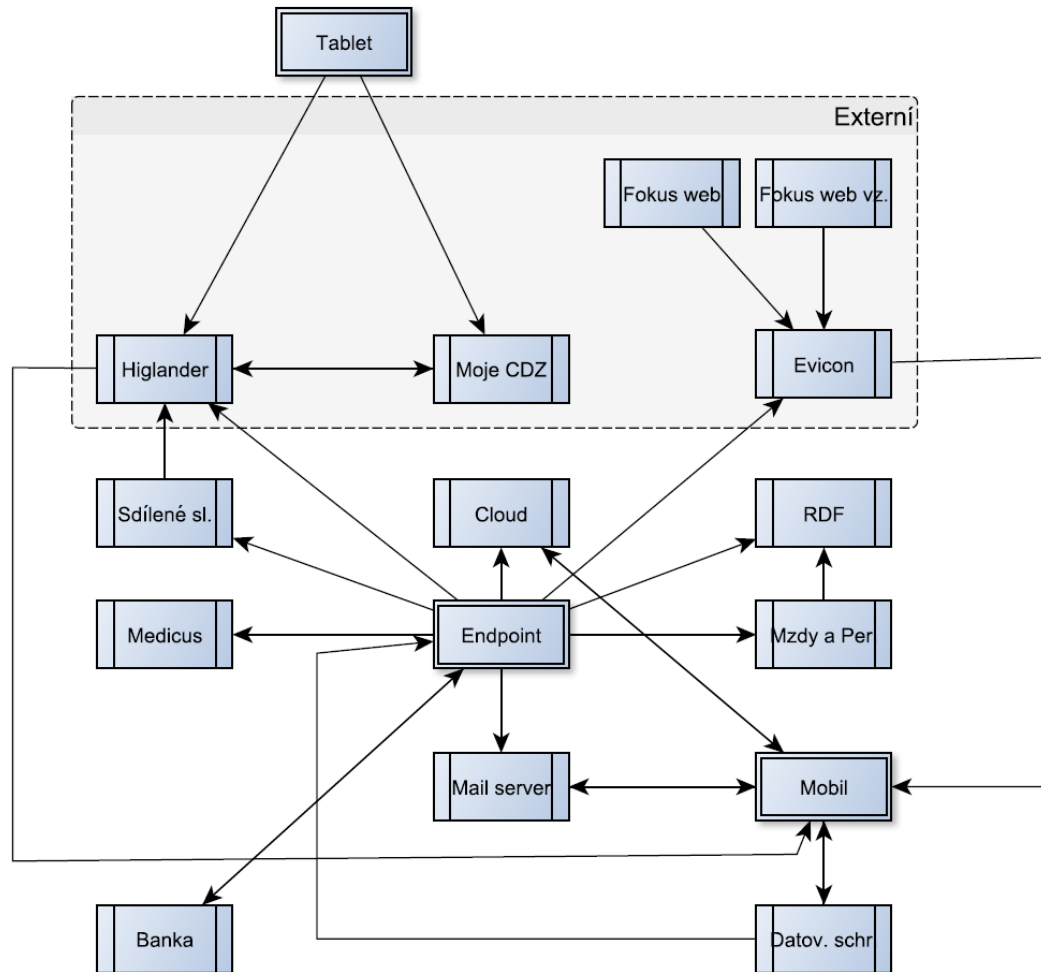 Tablet
Externí
Fokus web
Fokus web vz.
Higlander
Moje CDZ
Evicon
Sdílené sl.
Cloud
RDF
Medicus
Endpoint
Mzdy a Per
Mail server
Mobil
Banka
Datov. schr